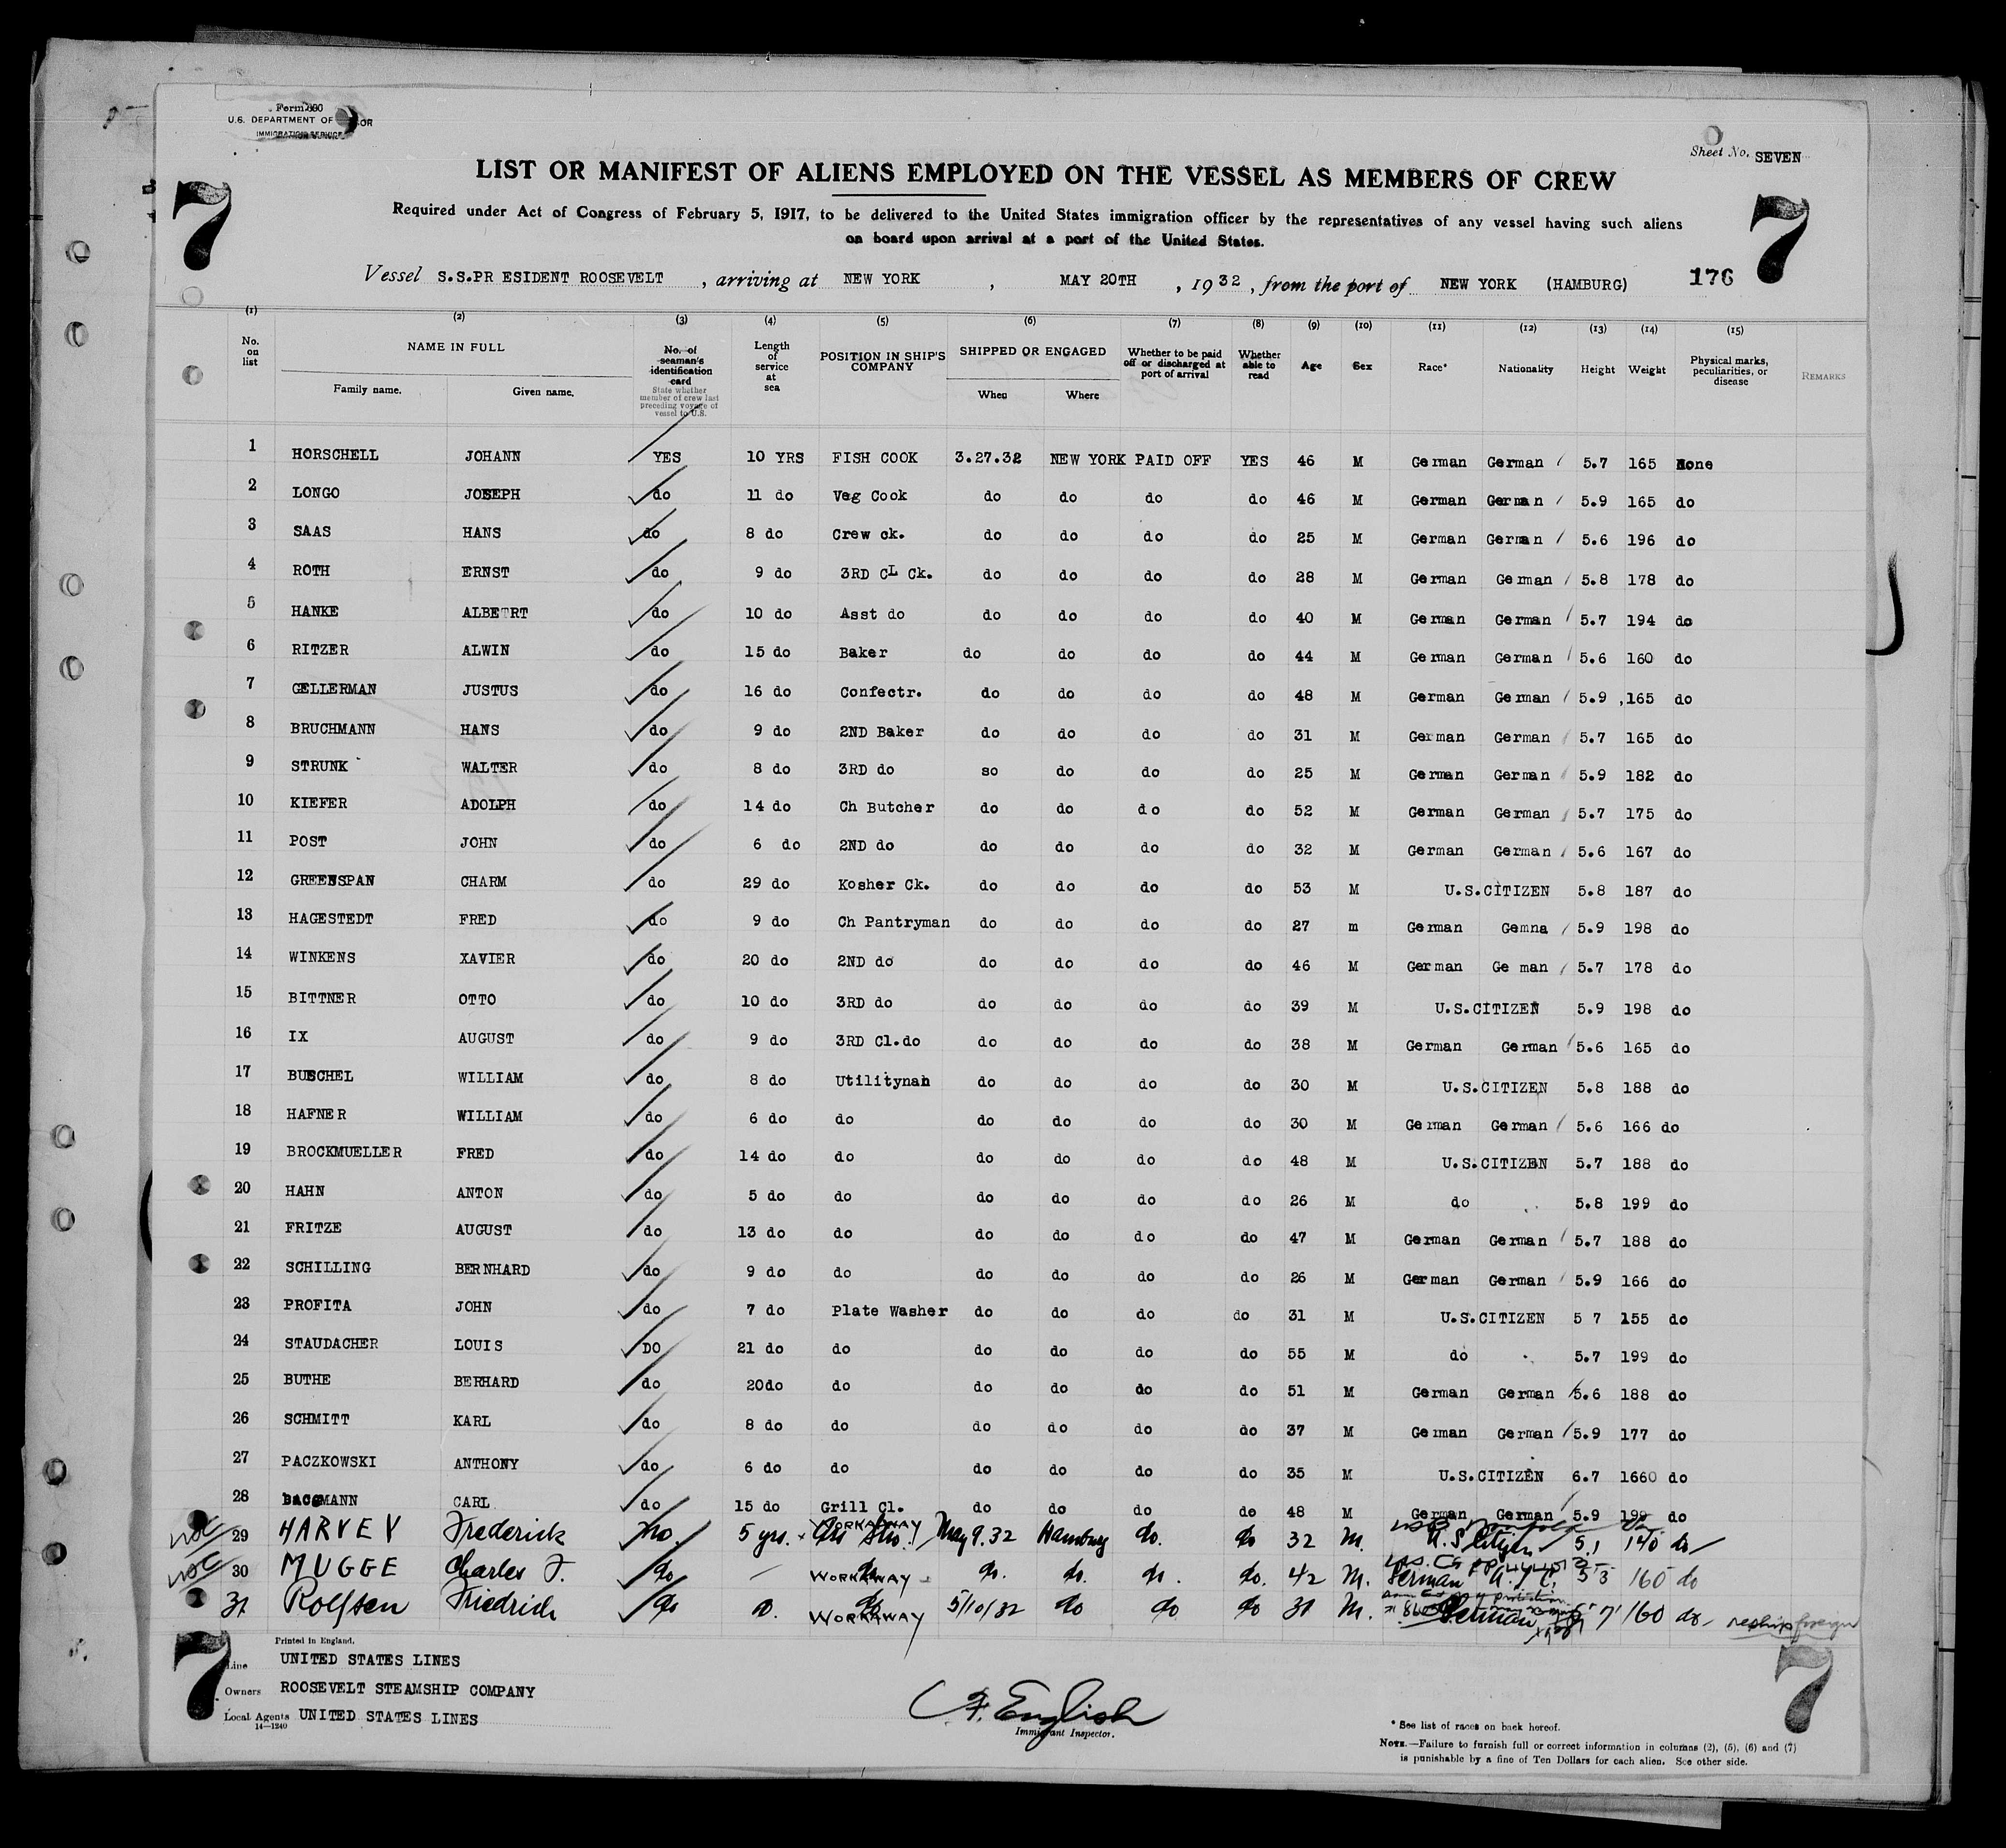 Form 680
U.S. DEPARTMENT OF
IMMIGRATION SERVICE
Sheet No. SEVEN
LIST OR MANIFEST OF ALIENS EMPLOYED ON THE VESSEL AS MEMBERS OF CREW
7 7
Required under Act of Congress of February 5, 1917, to be delivered to the United States immigration officer by the representatives of any vessel having such aliens
on board upon arrival at a port of the United States.
Vessel S.S.PR ESIDENT ROOSEVELT , arriving at NEW YORK , MAY 20TH , 1932 , from the port of NEW YORK (HAMBURG) 176
(1) (2) (3) (4) (5) (6) (7) (8) (9) (10) (11) (12) (13) (14) (15)
No. on list NAME IN FULL Family name. Given name. No. of seaman's identification card State whether member of crew last preceding voyage of vessel to U.S. Length of service at sea POSITION IN SHIP'S COMPANY SHIPPED OR ENGAGED When Where Whether to be paid off or discharged at port of arrival Whether able to read Age Sex Race* Nationality Height Weight Physical marks, peculiarities, or disease REMARKS
1 HORSCHELL JOHANN YES 10 YRS FISH COOK 3.27.32 NEW YORK PAID OFF YES 46 M German German 5.7 165 None
2 LONGO JOSEPH do 11 do Veg Cook do do do do 46 M German German 5.9 165 do
3 SAAS HANS do 8 do Crew ck. do do do do 25 M German German 5.6 196 do
4 ROTH ERNST do 9 do 3RD CL Ck. do do do do 28 M German German 5.8 178 do
5 HANKE ALBETRT do 10 do Asst do do do do do 40 M German German 5.7 194 do
6 RITZER ALWIN do 15 do Baker do do do do 44 M German German 5.6 160 do
7 GELLERMAN JUSTUS do 16 do Confectr. do do do do 48 M German German 5.9 ,165 do
8 BRUCHMANN HANS do 9 do 2ND Baker do do do do 31 M German German 5.7 165 do
9 STRUNK WALTER do 8 do 3RD do so do do do 25 M German German 5.9 182 do
10 KIEFER ADOLPH do 14 do Ch Butcher do do do do 52 M German German 5.7 175 do
11 POST JOHN do 6 do 2ND do do do do do 32 M German German 5.6 167 do
12 GREENSPAN CHARM do 29 do Kosher Ck. do do do do 53 M U.S.CITIZEN 5.8 187 do
13 HAGESTEDT FRED do 9 do Ch Pantryman do do do do 27 m German Gemna 5.9 198 do
14 WINKENS XAVIER do 20 do 2ND do do do do do 46 M German Ge man 5.7 178 do
15 BITTNER OTTO do 10 do 3RD do do do do do 39 M U.S.CITIZEN 5.9 198 do
16 IX AUGUST do 9 do 3RD Cl.do do do do do 38 M German German 5.6 165 do
17 BUSCHEL WILLIAM do 8 do Utilitynah do do do do 30 M U.S.CITIZEN 5.8 188 do
18 HAFNER WILLIAM do 6 do do do do do do 30 M German German 5.6 166 do
19 BROCKMUELLER FRED do 14 do do do do do do 48 M U.S.CITIZEN 5.7 188 do
20 HAHN ANTON do 5 do do do do do do 26 M do 5.8 199 do
21 FRITZE AUGUST do 13 do do do do do do 47 M German German 5.7 188 do
22 SCHILLING BERNHARD do 9 do do do do do do 26 M German German 5.9 166 do
23 PROFITA JOHN do 7 do Plate Washer do do do do 31 M U.S.CITIZEN 5 7 155 do
24 STAUDACHER LOUIS DO 21 do do do do do do 55 M do 5.7 199 do
25 BUTHE BERHARD do 20do do do do do do 51 M German German 5.6 188 do
26 SCHMITT KARL do 8 do do do do do do 37 M German German 5.9 177 do
27 PACZKOWSKI ANTHONY do 6 do do do do do do 35 M U.S.CITIZEN 6.7 1660 do
28 CARL do 15 do Grill Cl. do do do do 48 M German German 5.9 199 do
29 HARVEY Frederick no. 5 yrs. WORKAWAY May 9.32 Hamburg do. do 32 M. U.S Citizen 5.1 140 do
30 MUGGE Charles J. do WORKAWAY do. do. do. do. 42 M. German 160 do
31 Rolfsen Friedrich do WORKAWAY 5/10/32 do do do 31 M. German 160 do reship foreign
Printed in England.
Line UNITED STATES LINES
Owners ROOSEVELT STEAMSHIP COMPANY
Local Agents UNITED STATES LINES
14—1240
7 7
English
Immigrant Inspector.
* See list of races on back hereof.
NOTE.—Failure to furnish full or correct information in columns (2), (5), (6) and (7)
is punishable by a fine of Ten Dollars for each alien. See other side.